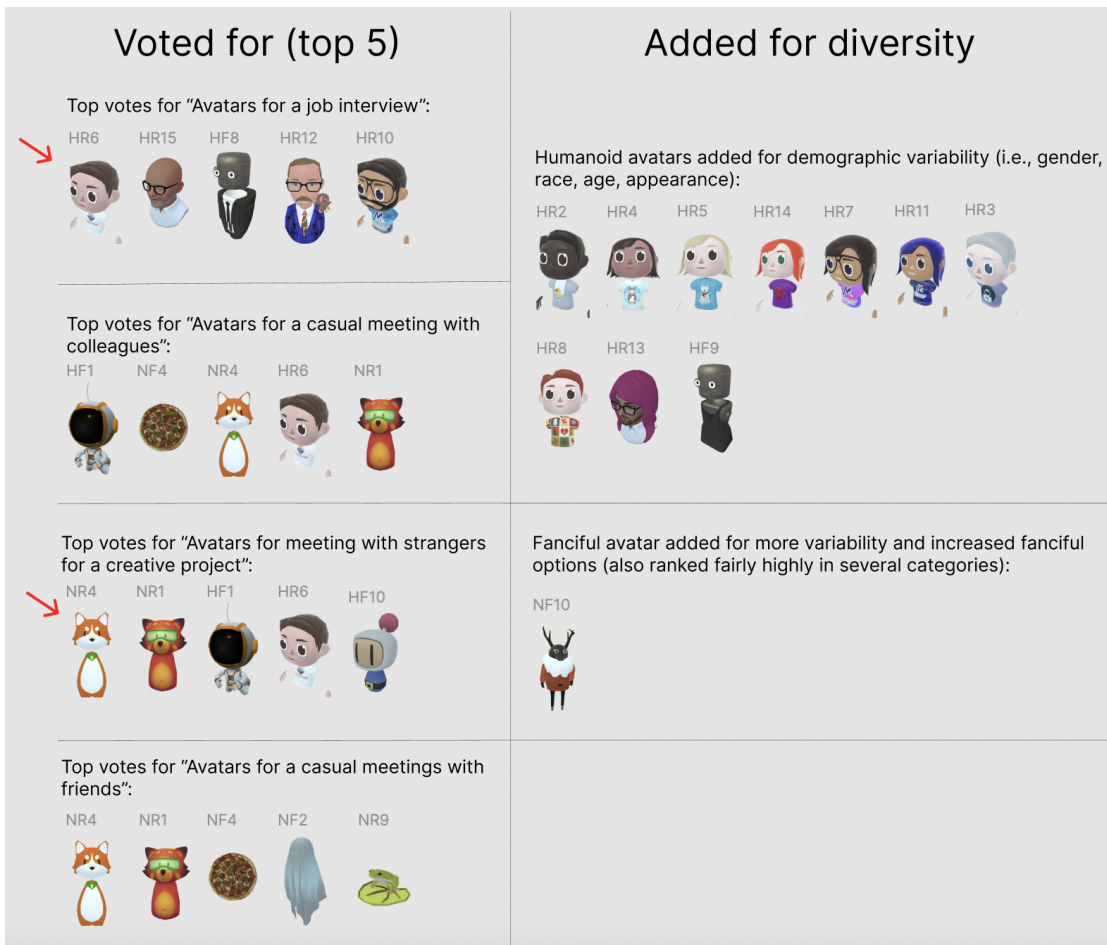 Voted for (top 5)
Added for diversity
Top votes for “Avatars for a job interview”:
HR6 HR15 HF8 HR12 HR10
Humanoid avatars added for demographic variability (i.e., gender,
race, age, appearance):
HR2 HR4 HR5 HR14 HR7 HR11 HR3
HR8 HR13 HF9
Top votes for “Avatars for a casual meeting with
colleagues”:
HF1 NF4 NR4 HR6 NR1
Top votes for “Avatars for meeting with strangers
for a creative project”:
NR4 NR1 HF1 HR6 HF10
Fanciful avatar added for more variability and increased fanciful
options (also ranked fairly highly in several categories):
NF10
Top votes for “Avatars for a casual meetings with
friends”:
NR4 NR1 NF4 NF2 NR9